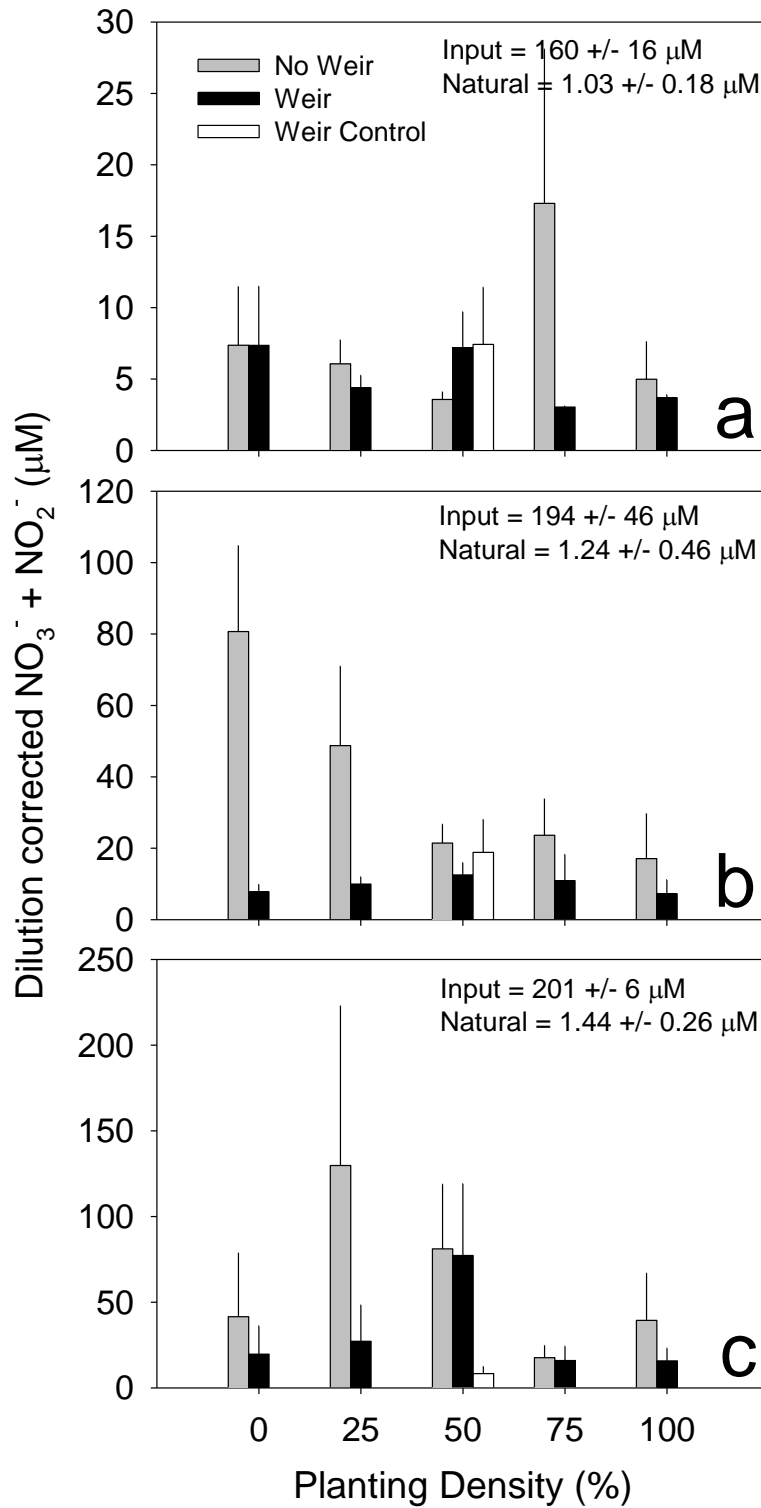 Dilution corrected NO₃⁻ + NO₂⁻ (μM)
30
25
20
15
10
5
0
No Weir
Weir
Weir Control
Input = 160 +/- 16 μM
Natural = 1.03 +/- 0.18 μM
a
120
100
80
60
40
20
0
Input = 194 +/- 46 μM
Natural = 1.24 +/- 0.46 μM
b
250
200
150
100
50
0
Input = 201 +/- 6 μM
Natural = 1.44 +/- 0.26 μM
c
0 25 50 75 100
Planting Density (%)